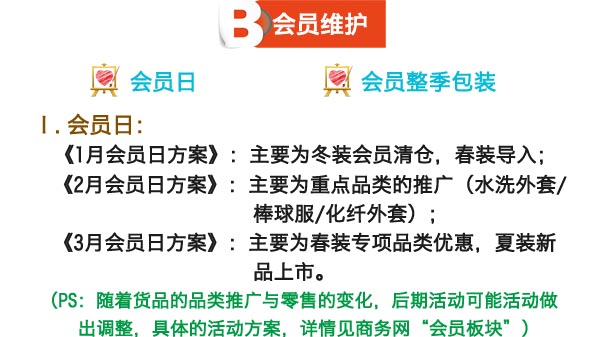 B 会员维护
会员日 会员整季包装
1.会员日:
《1月会员日方案》: 主要为冬装会员清仓，春装导入；
《2月会员日方案》: 主要为重点品类的推广（水洗外套/
棒球服/化纤外套）；
《3月会员日方案》: 主要为春装专项品类优惠，夏装新
品上市。
（PS: 随着货品的品类推广与零售的变化，后期活动可能活动做
出调整，具体的活动方案，详情见商务网“会员板块”）